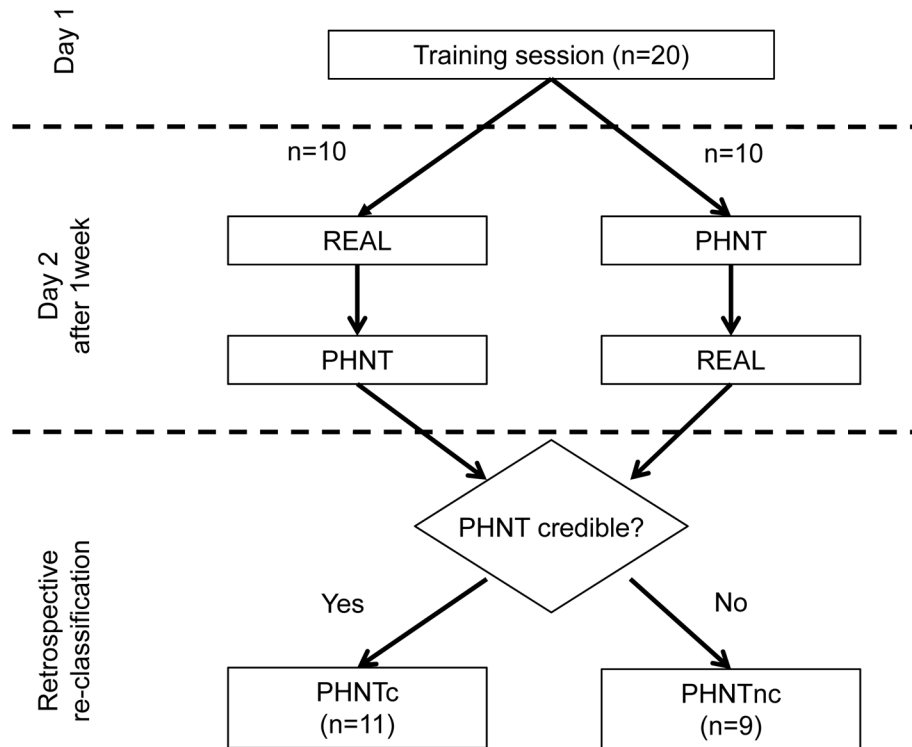 Day 1
Training session (n=20)
n=10
n=10
Day 2
after 1week
REAL
PHNT
PHNT
REAL
Retrospective
re-classification
PHNT credible?
Yes
No
PHNTc
(n=11)
PHNTnc
(n=9)